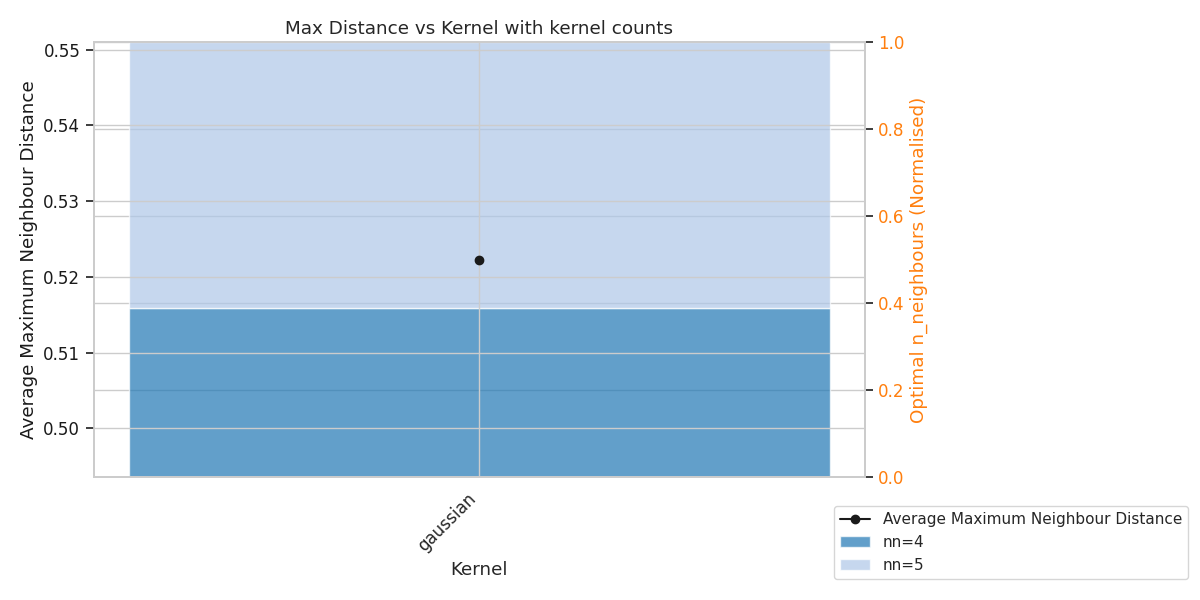 Max Distance vs Kernel with kernel counts
Average Maximum Neighbour Distance
0.55
0.54
0.53
0.52
0.51
0.50
1.0
0.8
0.6
0.4
0.2
0.0
Optimal n_neighbours (Normalised)
gaussian
Kernel
Average Maximum Neighbour Distance
nn=4
nn=5